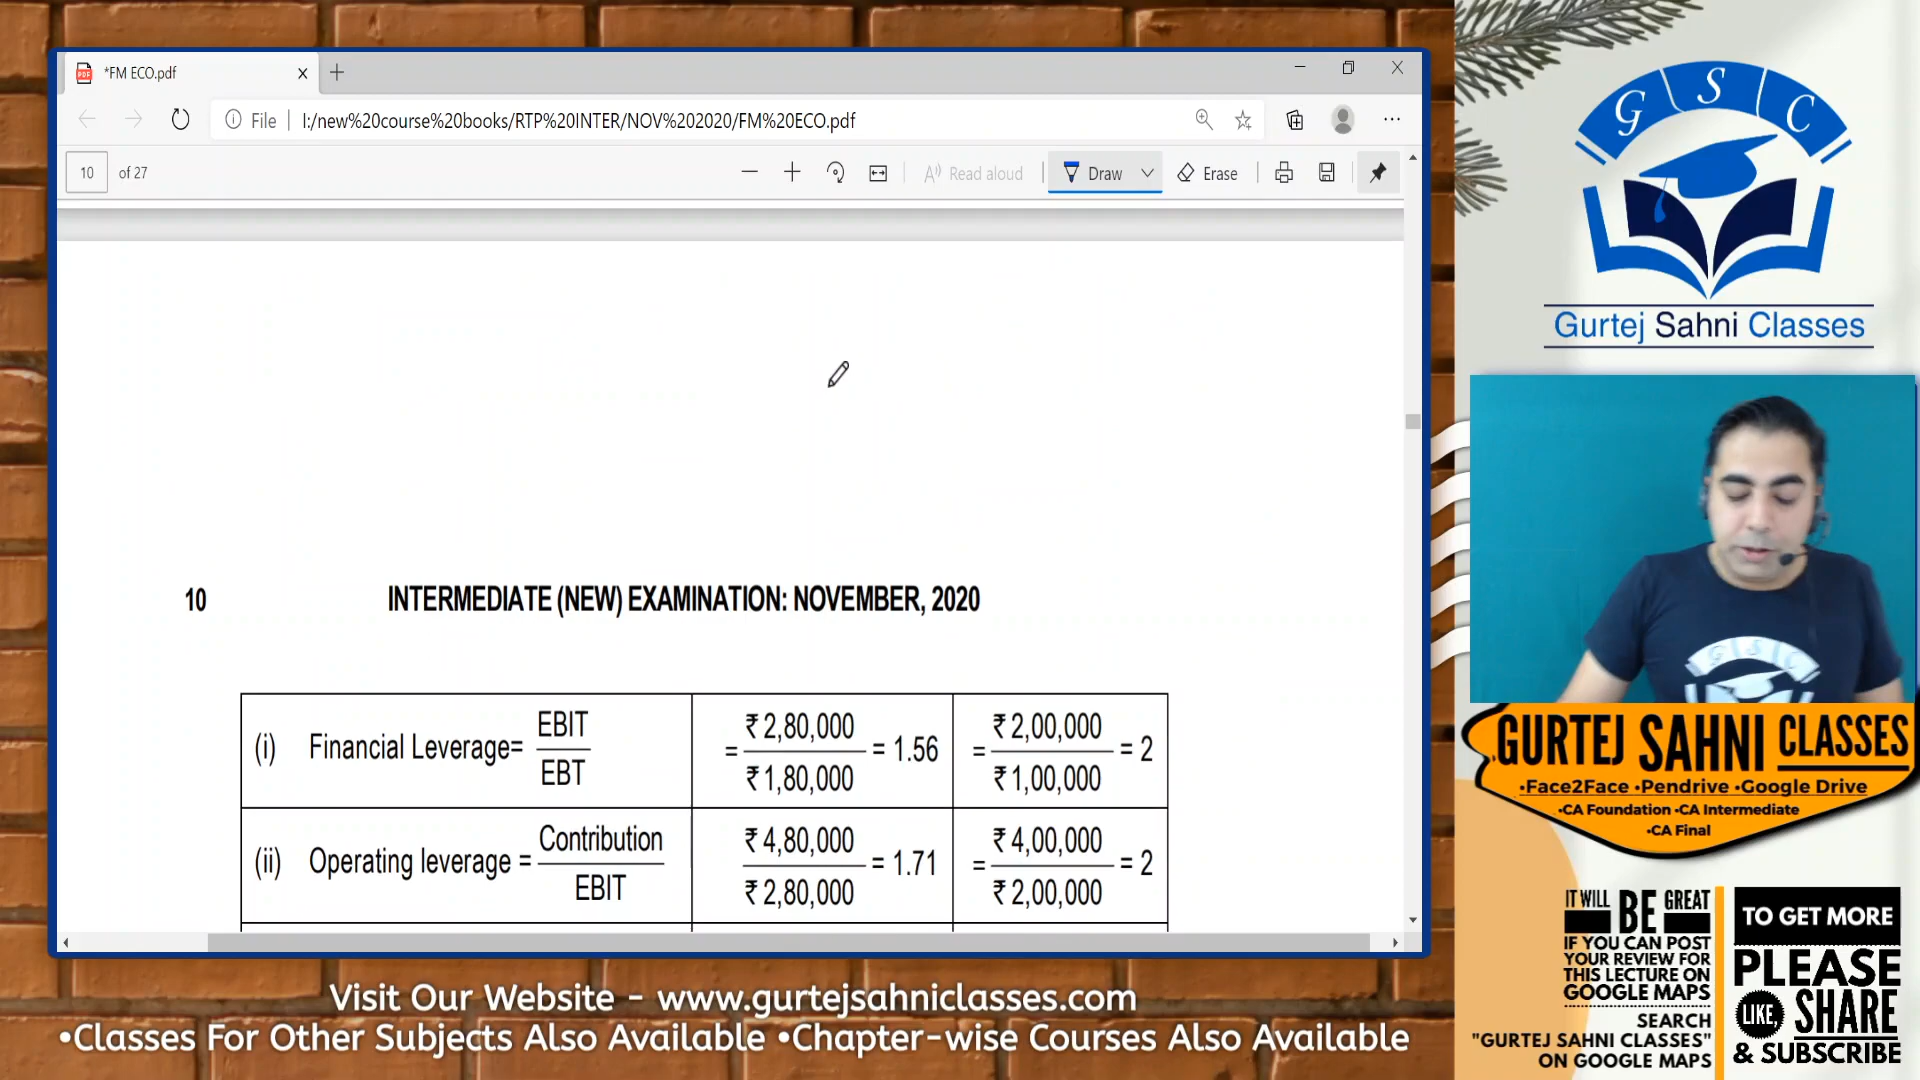 *FM ECO.pdf
File
I:/new%20course%20books/RTP%20INTER/NOV%202020/FM%20ECO.pdf
10 of 27
Read aloud
Draw
Erase
10 INTERMEDIATE (NEW) EXAMINATION: NOVEMBER, 2020
(i) Financial Leverage= EBIT / EBT = ₹ 2,80,000 / ₹ 1,80,000 = 1.56 = ₹ 2,00,000 / ₹ 1,00,000 = 2
(ii) Operating leverage = Contribution / EBIT ₹ 4,80,000 / ₹ 2,80,000 = 1.71 = ₹ 4,00,000 / ₹ 2,00,000 = 2
G S C
Gurtej Sahni Classes
G S C
GURTEJ SAHNI CLASSES
•Face2Face •Pendrive •Google Drive
•CA Foundation •CA Intermediate
•CA Final
IT WILL BE GREAT
IF YOU CAN POST
YOUR REVIEW FOR
THIS LECTURE ON
GOOGLE MAPS
SEARCH
"GURTEJ SAHNI CLASSES"
ON GOOGLE MAPS
TO GET MORE
PLEASE
LIKE, SHARE
& SUBSCRIBE
Visit Our Website - www.gurtejsahniclasses.com
•Classes For Other Subjects Also Available •Chapter-wise Courses Also Available